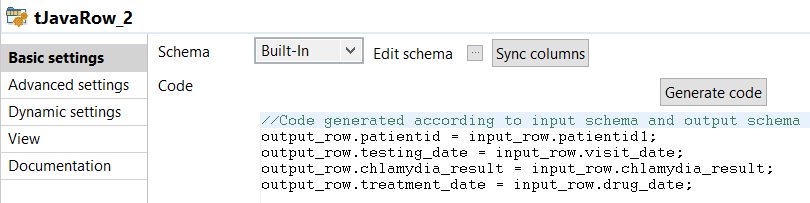 tJavaRow_2
Basic settings
Advanced settings
Dynamic settings
View
Documentation
Schema
Built-In
Edit schema
...
Sync columns
Code
Generate code
//Code generated according to input schema and output schema
output_row.patientid = input_row.patientid1;
output_row.testing_date = input_row.visit_date;
output_row.chlamydia_result = input_row.chlamydia_result;
output_row.treatment_date = input_row.drug_date;